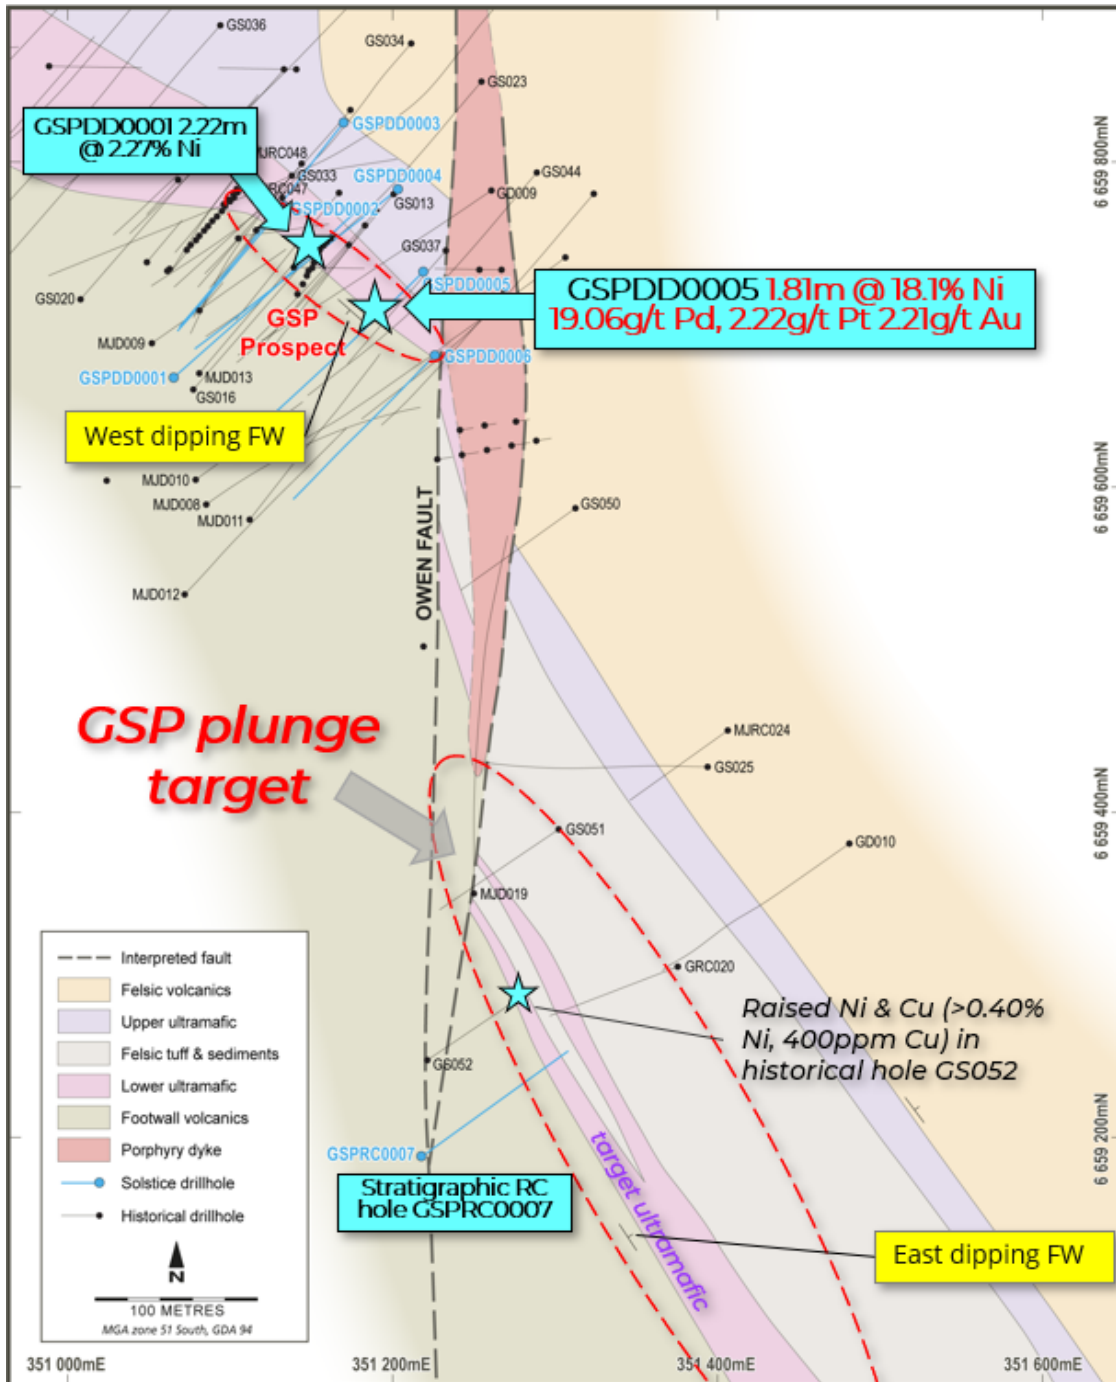 GS036
GS034
GS023
GSPDD0001 2.22m
@ 2.27% Ni
GSPDD0003
MJRC048
GS033
GS044
GSPDD0004
GD009
GSPDD0002
GS013
GS037
GSPDD0005 1.81m @ 18.1% Ni
19.06g/t Pd, 2.22g/t Pt 2.21g/t Au
GS020
GSP
Prospect
MJD009
GSPDD0006
GSPDD0001
MJD013
GS016
West dipping FW
MJD010
MJD008
MJD011
GS050
OWEN FAULT
MJD012
GSP plunge
target
MJRC024
GS025
GS051
GD010
MJD019
GRC020
Raised Ni & Cu (>0.40%
Ni, 400ppm Cu) in
historical hole GS052
GS052
GSPRC0007
Stratigraphic RC
hole GSPRC0007
target ultramafic
East dipping FW
Interpreted fault
Felsic volcanics
Upper ultramafic
Felsic tuff & sediments
Lower ultramafic
Footwall volcanics
Porphyry dyke
Solstice drillhole
Historical drillhole
N
100 METRES
MGA zone 51 South, GDA 94
6 659 800mN
6 659 600mN
6 659 400mN
6 659 200mN
351 000mE
351 200mE
351 400mE
351 600mE